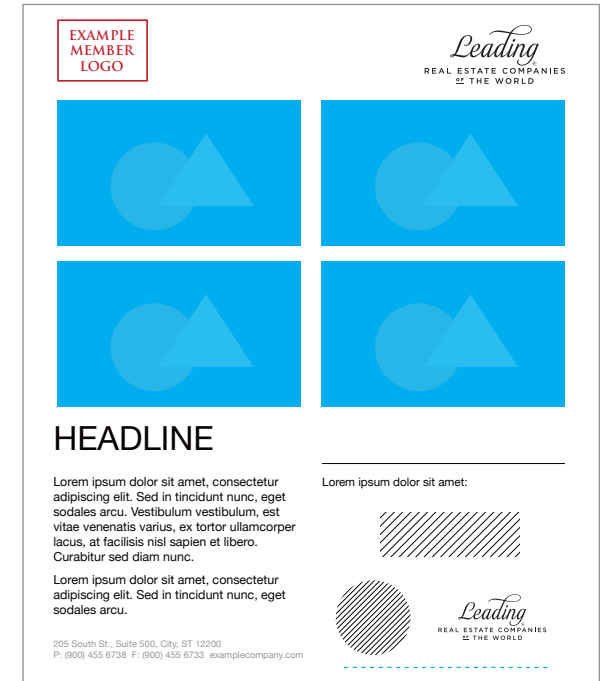 EXAMPLE
MEMBER
LOGO
Leading®
REAL ESTATE COMPANIES
OF THE WORLD
HEADLINE
Lorem ipsum dolor sit amet, consectetur
adipiscing elit. Sed in tincidunt nunc, eget
sodales arcu. Vestibulum vestibulum, est
vitae venenatis varius, ex tortor ullamcorper
lacus, at facilisis nisl sapien et libero.
Curabitur sed diam nunc.
Lorem ipsum dolor sit amet, consectetur
adipiscing elit. Sed in tincidunt nunc, eget
sodales arcu.
205 South St., Suite 500, City, ST 12200
P: (900) 455 6738 F: (900) 455 6733 examplecompany.com
Lorem ipsum dolor sit amet:
Leading
REAL ESTATE COMPANIES
OF THE WORLD